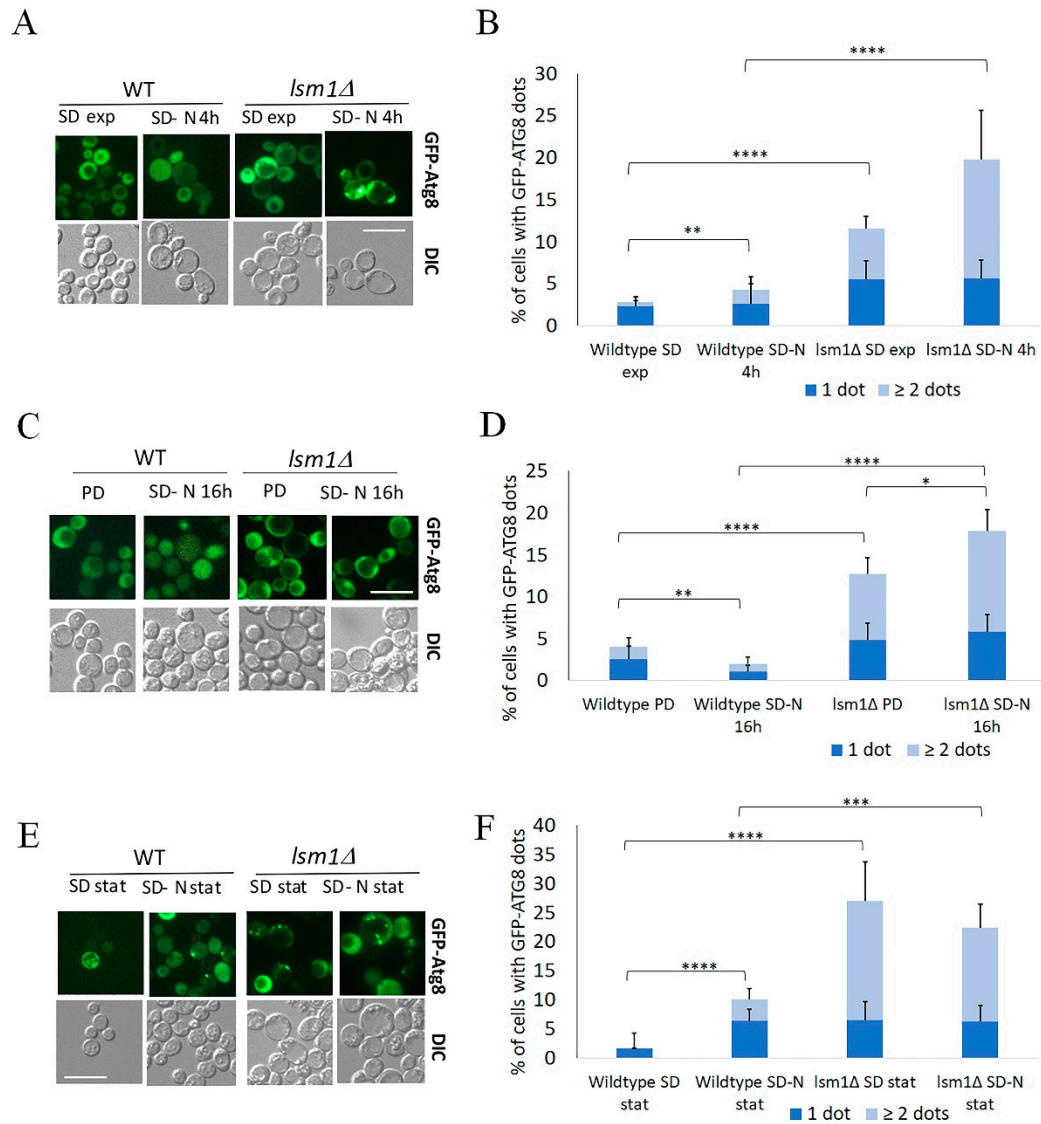 A
WT
lsm1Δ
SD exp
SD- N 4h
SD exp
SD- N 4h
GFP-Atg8
DIC
B
% of cells with GFP-ATG8 dots
30
25
20
15
10
5
0
****
****
**
Wildtype SD exp
Wildtype SD-N 4h
lsm1Δ SD exp
lsm1Δ SD-N 4h
1 dot
≥ 2 dots
C
WT
lsm1Δ
PD
SD- N 16h
PD
SD- N 16h
GFP-Atg8
DIC
D
% of cells with GFP-ATG8 dots
25
20
15
10
5
0
****
*
****
**
Wildtype PD
Wildtype SD-N 16h
lsm1Δ PD
lsm1Δ SD-N 16h
1 dot
≥ 2 dots
E
WT
lsm1Δ
SD stat
SD- N stat
SD stat
SD- N stat
GFP-Atg8
DIC
F
% of cells with GFP-ATG8 dots
40
35
30
25
20
15
10
5
0
***
****
****
Wildtype SD stat
Wildtype SD-N stat
lsm1Δ SD stat
lsm1Δ SD-N stat
1 dot
≥ 2 dots